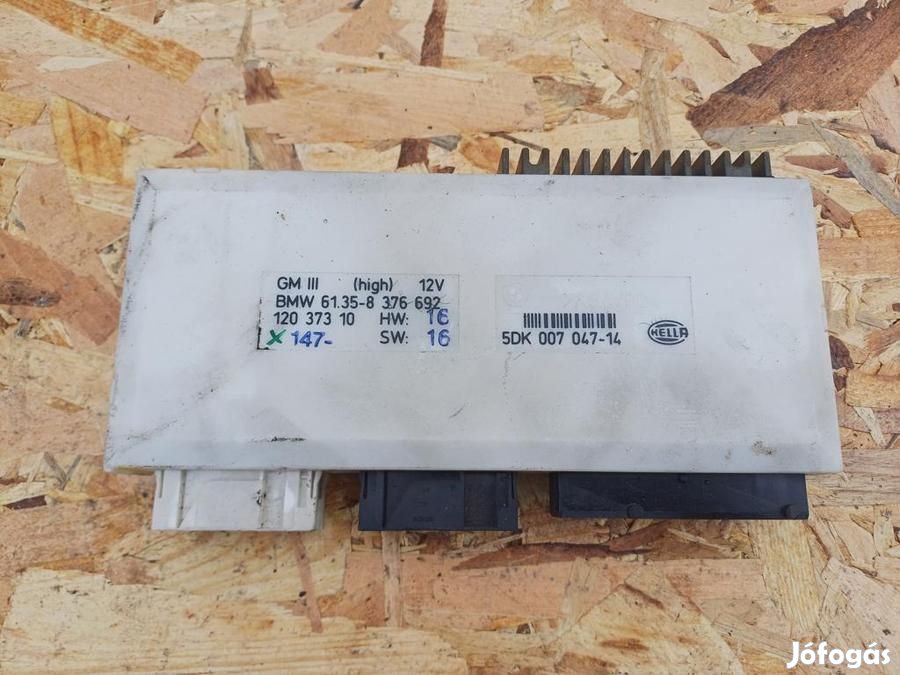 GM III (high) 12V
BMW 61.35-8 376 692
120 373 10 HW: 16
X 147- SW: 16
5DK 007 047-14
HELLA
Jófogás